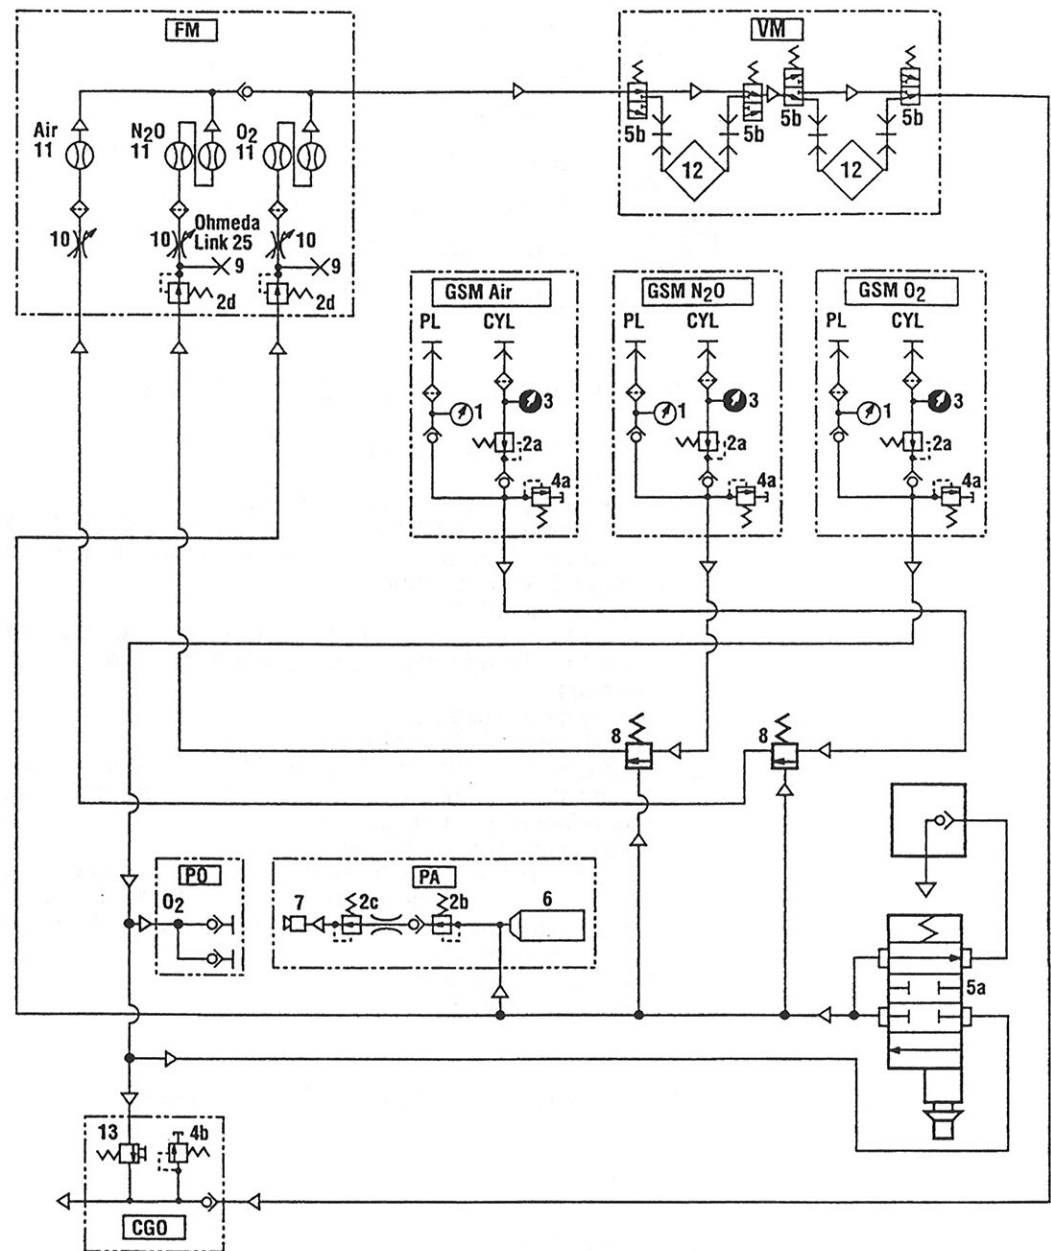 FM
Air
11
N2O
11
O2
11
10
10
Ohmeda
Link 25
10
9
9
2d
2d
VM
5b
5b
5b
5b
12
12
GSM Air
PL
CYL
1
3
2a
4a
GSM N2O
PL
CYL
1
3
2a
4a
GSM O2
PL
CYL
1
3
2a
4a
8
8
PO
O2
PA
7
2c
2b
6
5a
13
4b
CGO